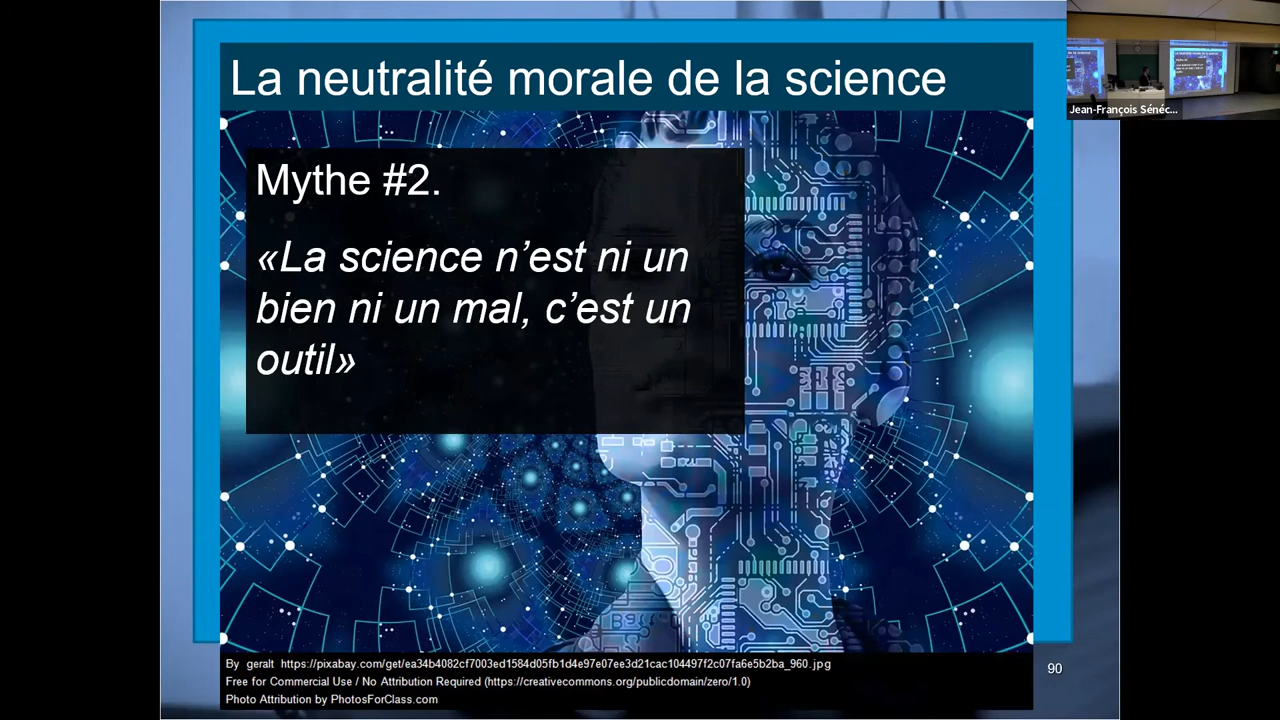 La neutralité morale de la science
Mythe #2.
«La science n’est ni un
bien ni un mal, c’est un
outil»
By geralt https://pixabay.com/get/ea34b4082cf7003ed1584d05fb1d4e97e07ee3d21cac104497f2c07fa6e5b2ba_960.jpg
Free for Commercial Use / No Attribution Required (https://creativecommons.org/publicdomain/zero/1.0)
Photo Attribution by PhotosForClass.com
90
Jean-François Sénéc...